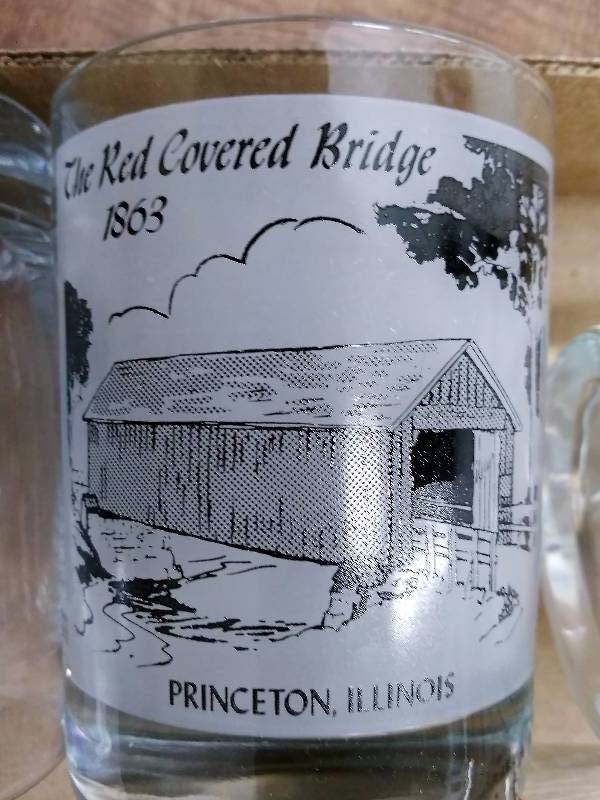 The Red Covered Bridge
1863
PRINCETON, ILLINOIS